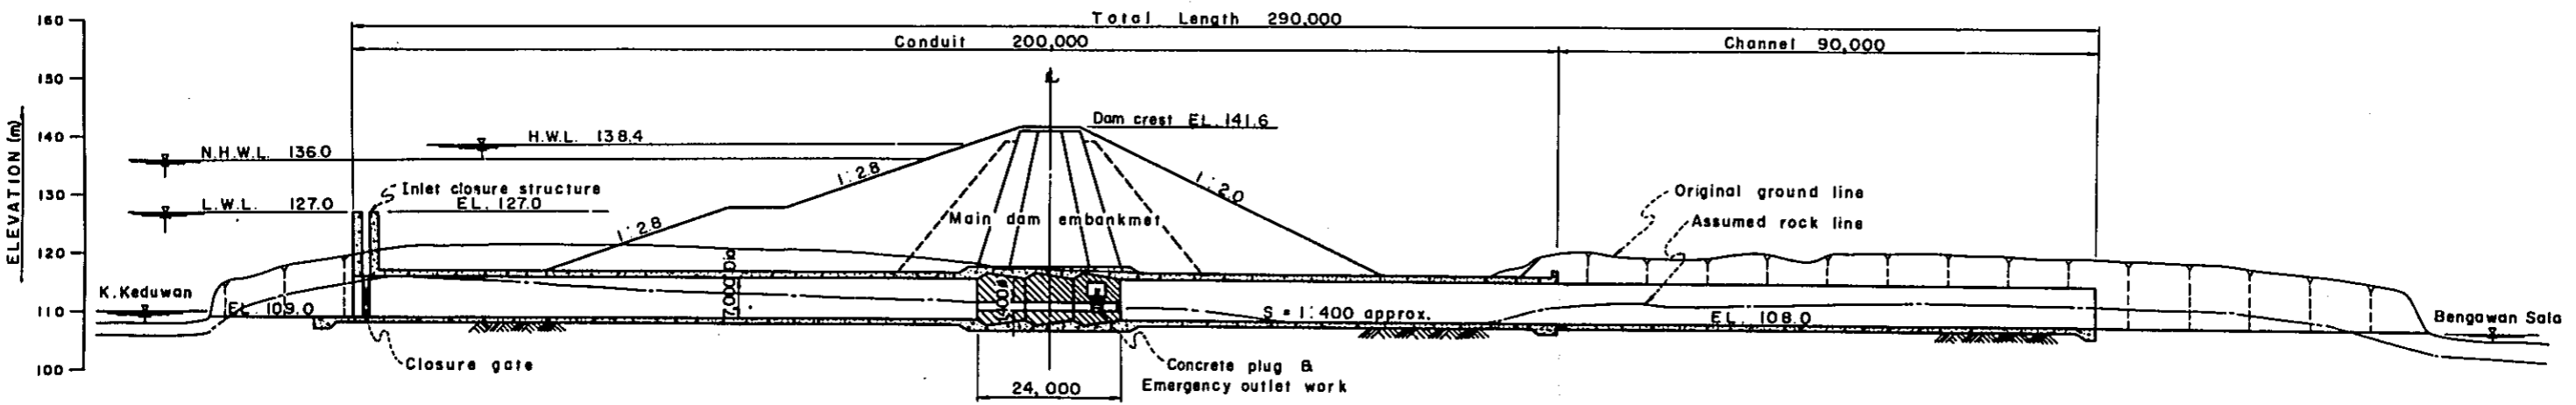 160
150
140
130
120
110
100
ELEVATION (m)
Total Length 290,000
Conduit 200,000
Channel 90,000
Dam crest EL. 141.6
H.W.L. 138.4
N.H.W.L. 136.0
L.W.L. 127.0
Inlet closure structure
EL. 127.0
1:2.8
1:2.8
1:2.0
Main dam embankmet
Original ground line
Assumed rock line
K. Keduwan
EL. 109.0
7,000 Dia
S = 1:400 approx.
EL. 108.0
Bengawan Sala
Closure gate
24,000
Concrete plug &
Emergency outlet work